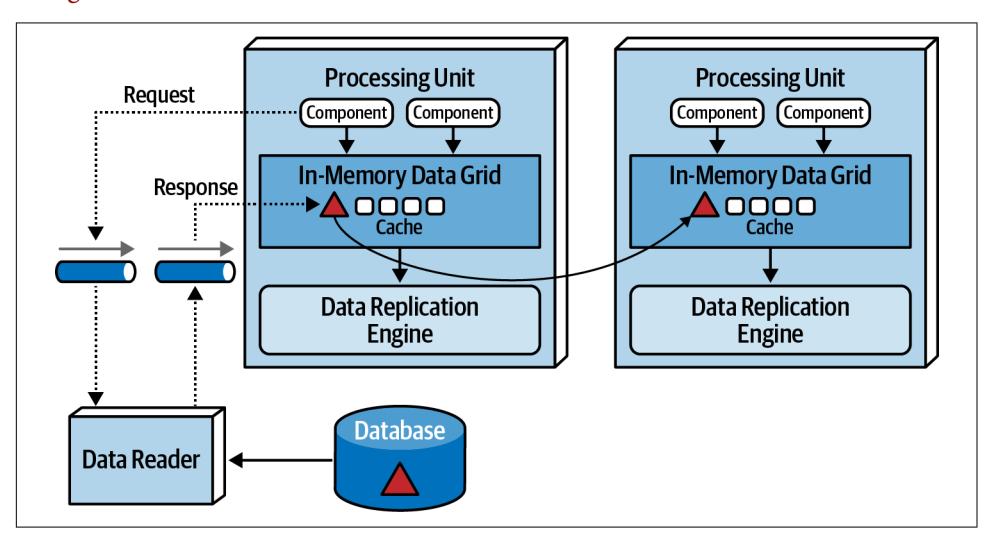 Processing Unit
Processing Unit
Request
Component
Component
Component
Component
In-Memory Data Grid
In-Memory Data Grid
Response
Cache
Cache
Data Replication
Engine
Data Replication
Engine
Database
Data Reader